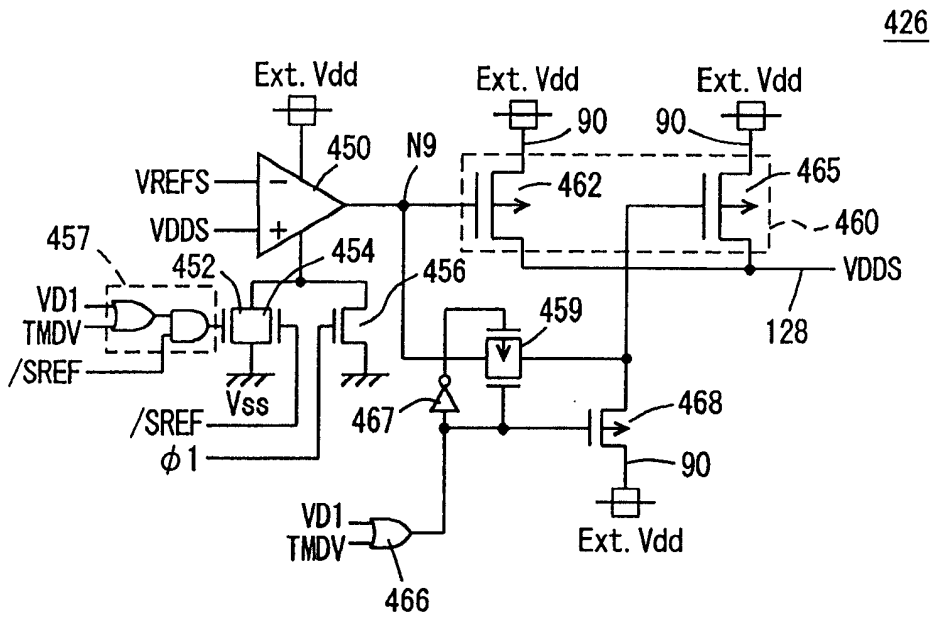 426
Ext. Vdd
Ext. Vdd
Ext. Vdd
450
N9
90
90
VREFS
−
462
465
VDDS
+
460
457
452
454
VDDS
456
VD1
459
128
TMDV
/SREF
Vss
467
468
/SREF
φ1
90
VD1
TMDV
Ext. Vdd
466